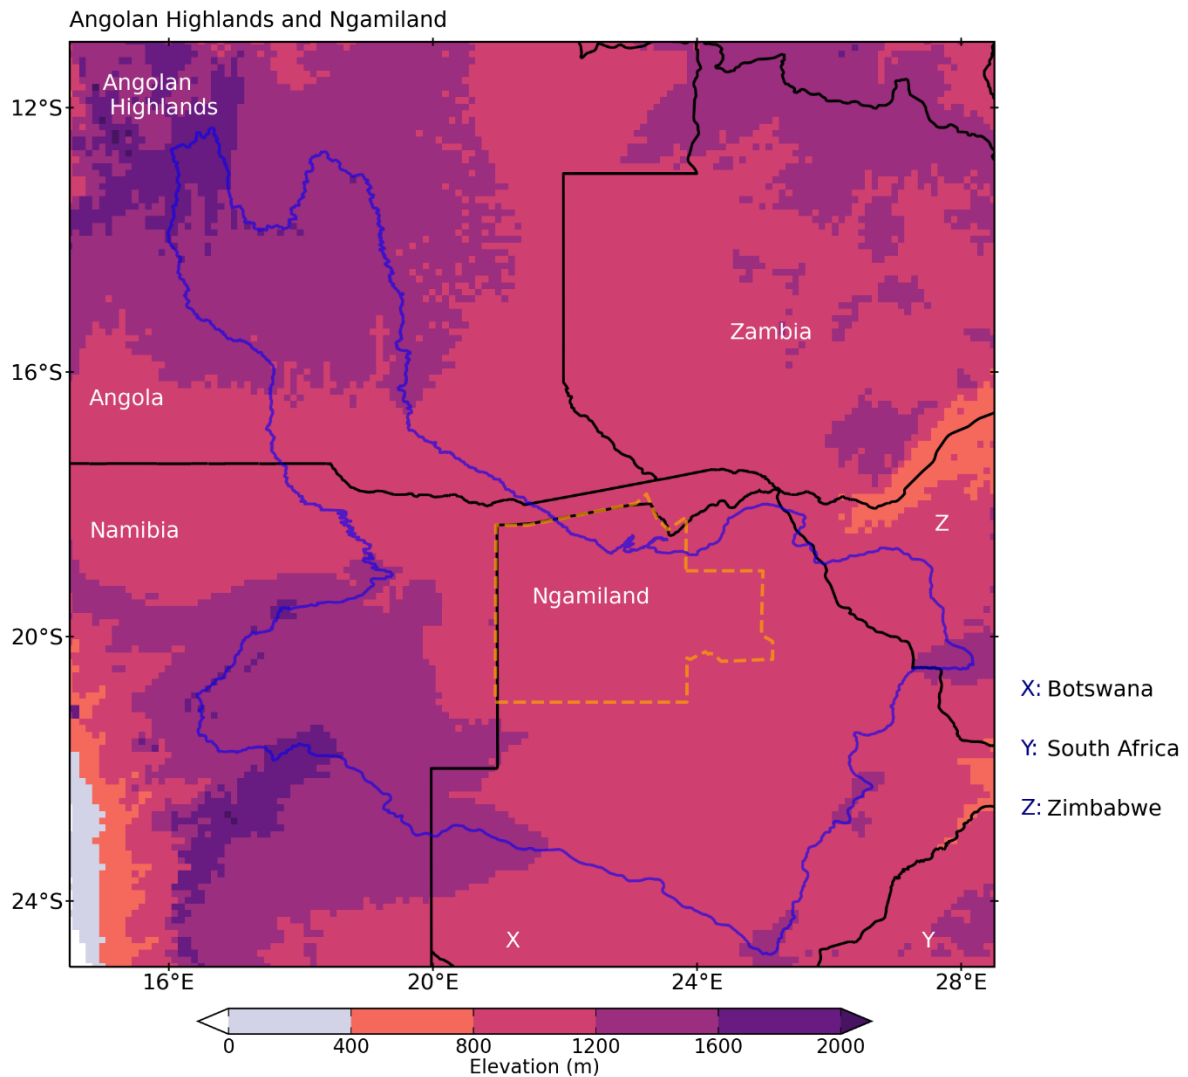 Angolan Highlands and Ngamiland
Angolan
Highlands
12°S
Zambia
16°S
Angola
Namibia
Z
Ngamiland
20°S
X: Botswana
Y: South Africa
Z: Zimbabwe
24°S
X
Y
16°E 20°E 24°E 28°E
0 400 800 1200 1600 2000
Elevation (m)